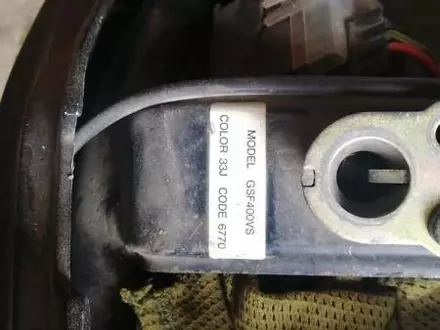 MODEL GSF400VS
COLOR 33J CODE 6770